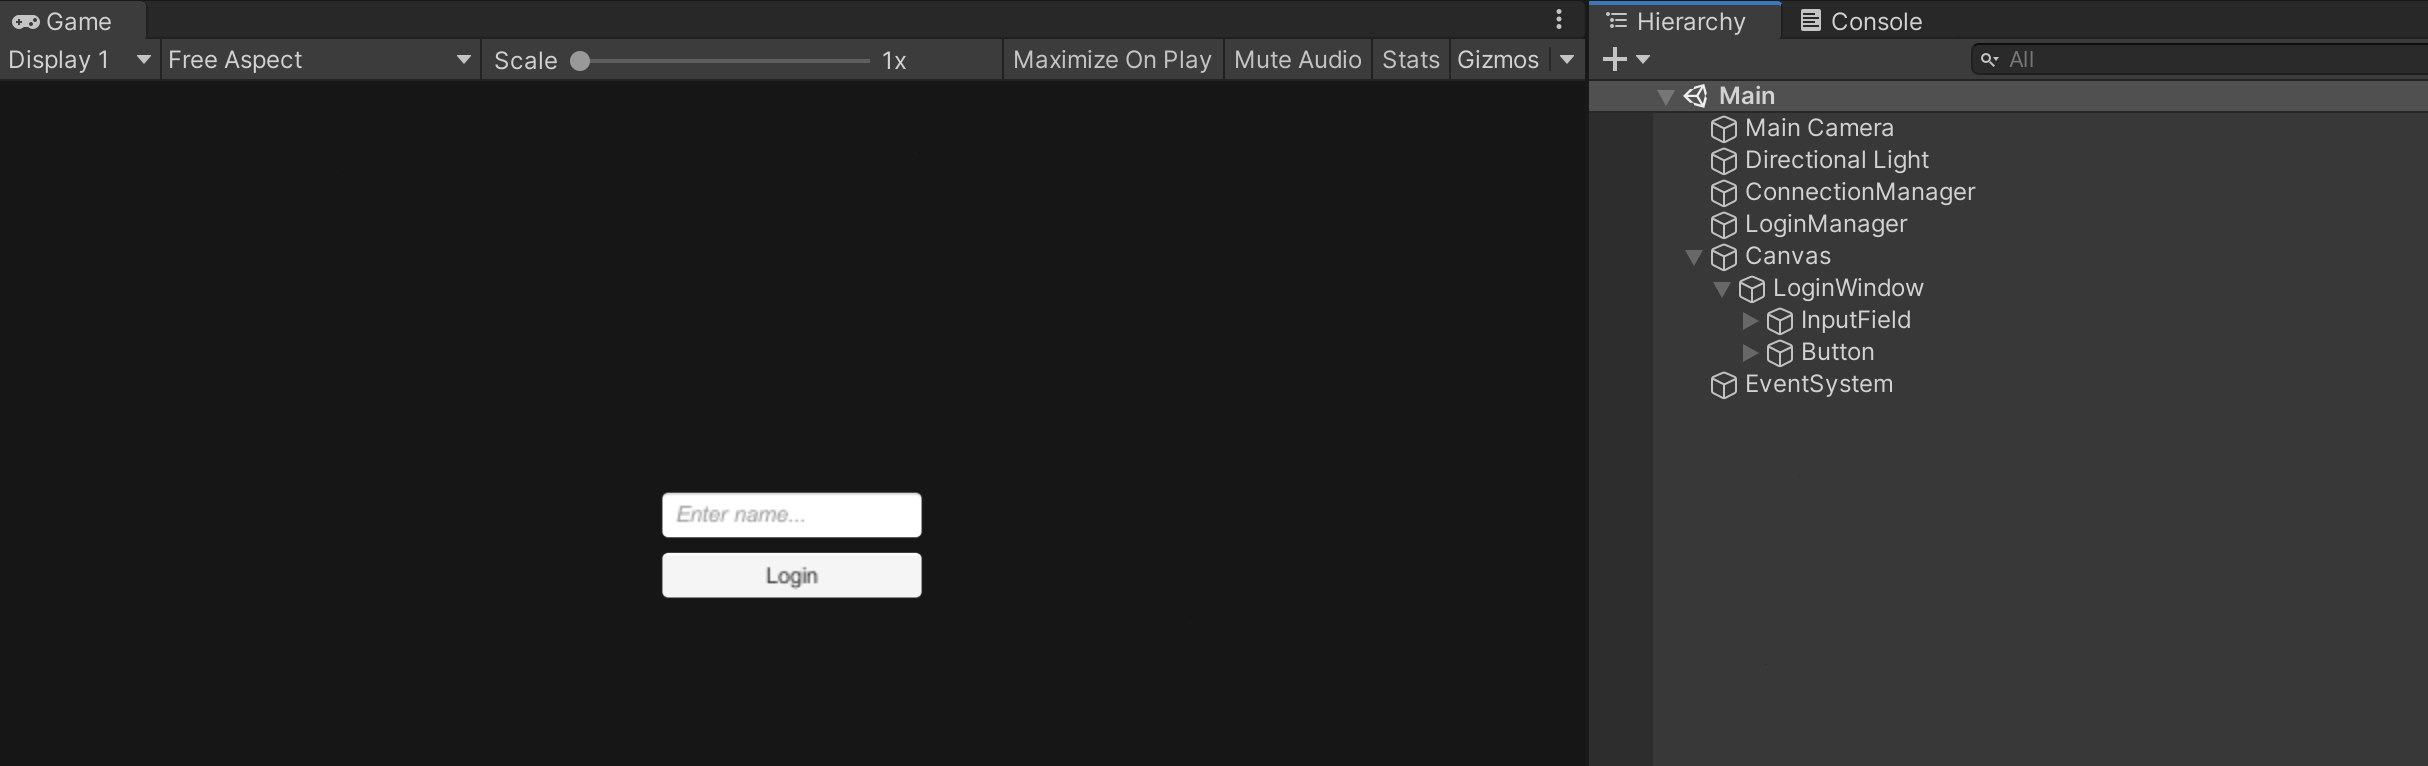 Game
Display 1 Free Aspect Scale 1x Maximize On Play Mute Audio Stats Gizmos
Enter name...
Login
Hierarchy Console
All
Main
Main Camera
Directional Light
ConnectionManager
LoginManager
Canvas
LoginWindow
InputField
Button
EventSystem